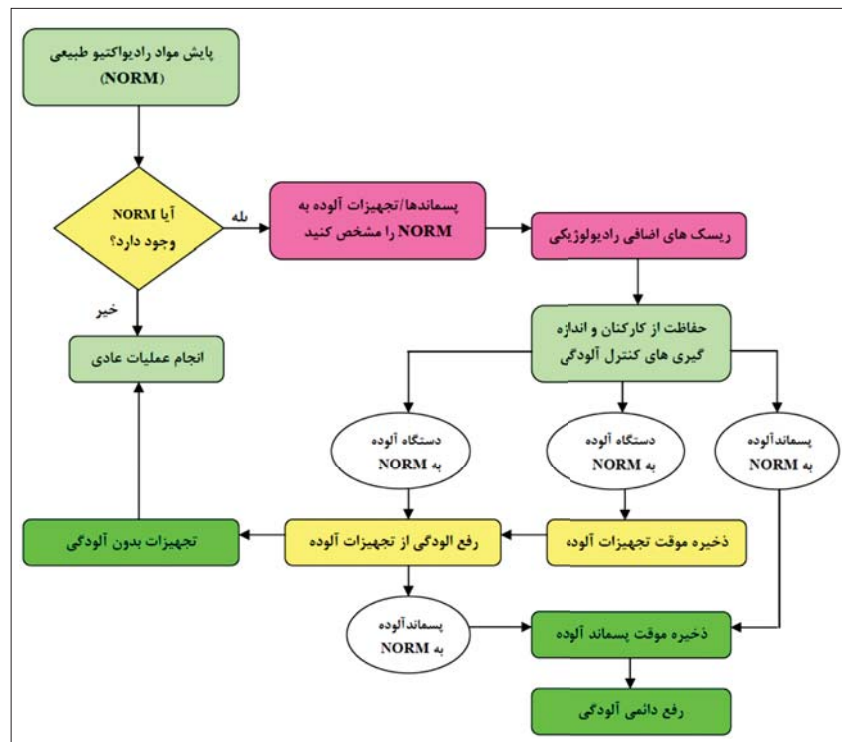 پایش مواد رادیواکتیو طبیعی
(NORM)
آیا NORM
وجود دارد؟
بله
پسماندها/تجهیزات آلوده به
NORM را مشخص کنید
ریسک های اضافی رادیولوژیکی
خیر
حفاظت از کارکنان و اندازه
گیری های کنترل آلودگی
انجام عملیات عادی
دستگاه آلوده
به NORM
دستگاه آلوده
به NORM
پسماندآلوده
به NORM
تجهیزات بدون آلودگی
رفع الودگی از تجهیزات آلوده
ذخیره موقت تجهیزات آلوده
پسماندآلوده
به NORM
ذخیره موقت پسماند آلوده
رفع دائمی آلودگی